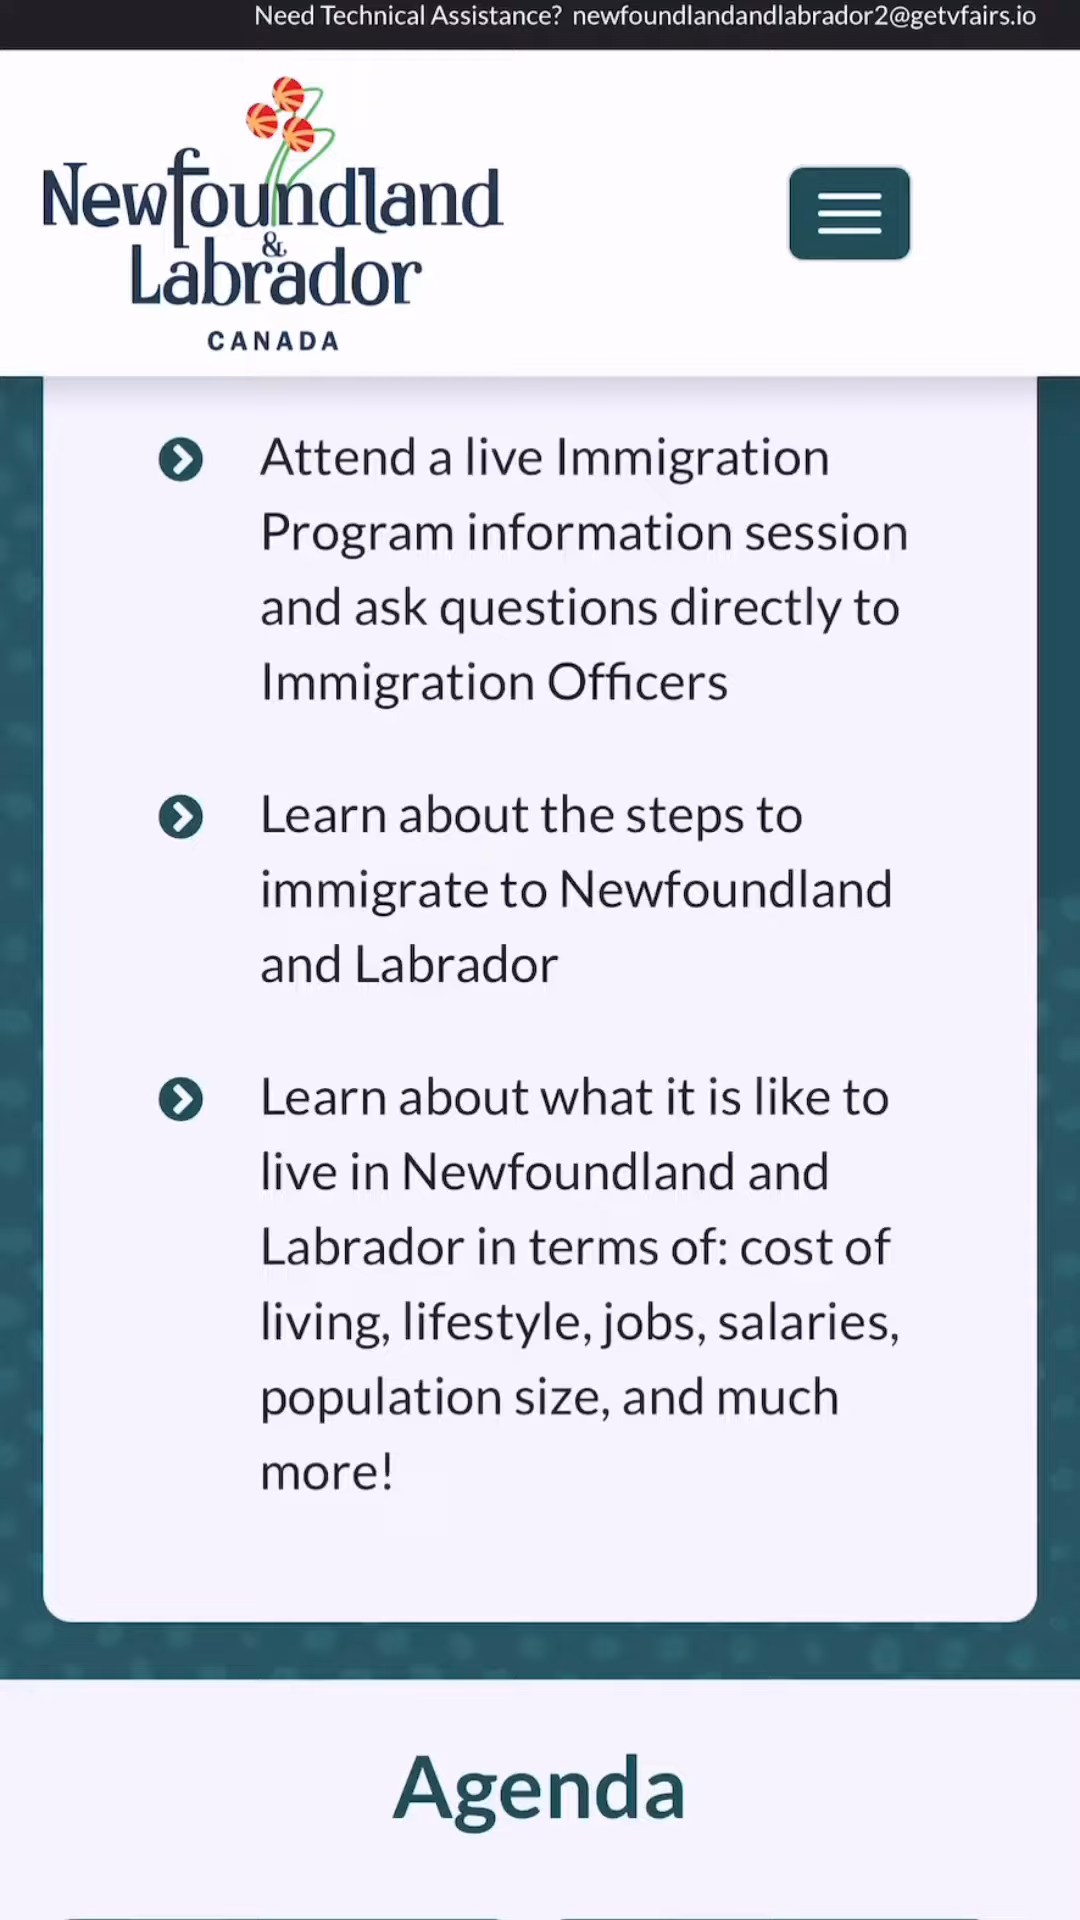 Need Technical Assistance? newfoundlandandlabrador2@getvfairs.io
Newfoundland
&
Labrador
CANADA
Attend a live Immigration
Program information session
and ask questions directly to
Immigration Officers
Learn about the steps to
immigrate to Newfoundland
and Labrador
Learn about what it is like to
live in Newfoundland and
Labrador in terms of: cost of
living, lifestyle, jobs, salaries,
population size, and much
more!
Agenda